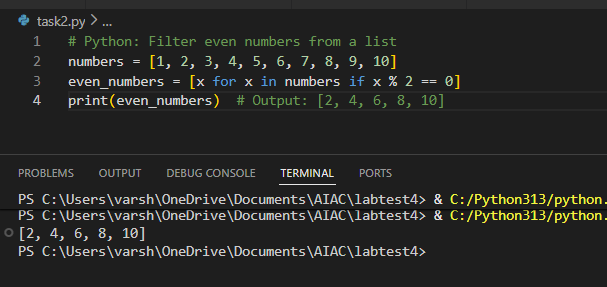 task2.py > ...
1 # Python: Filter even numbers from a list
2 numbers = [1, 2, 3, 4, 5, 6, 7, 8, 9, 10]
3 even_numbers = [x for x in numbers if x % 2 == 0]
4 print(even_numbers)  # Output: [2, 4, 6, 8, 10]
PROBLEMS OUTPUT DEBUG CONSOLE TERMINAL PORTS
PS C:\Users\varsh\OneDrive\Documents\AIAC\labtest4> & C:/Python313/python.
PS C:\Users\varsh\OneDrive\Documents\AIAC\labtest4> & C:/Python313/python.
[2, 4, 6, 8, 10]
PS C:\Users\varsh\OneDrive\Documents\AIAC\labtest4>